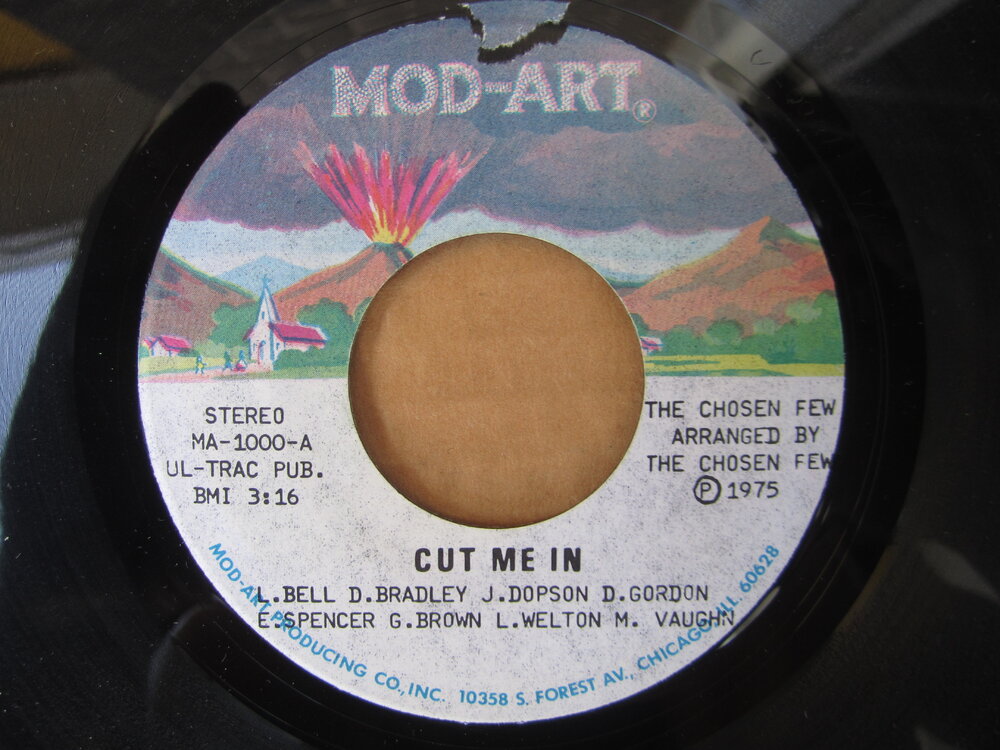 MOD-ART®
STEREO
MA-1000-A
UL-TRAC PUB.
BMI 3:16
THE CHOSEN FEW
ARRANGED BY
THE CHOSEN FEW
Ⓟ 1975
CUT ME IN
L.BELL D.BRADLEY J.DOPSON D.GORDON
E.SPENCER G.BROWN L.WELTON M. VAUGHN
MOD-ART PRODUCING CO., INC. 10358 S. FOREST AV., CHICAGO, ILL. 60628